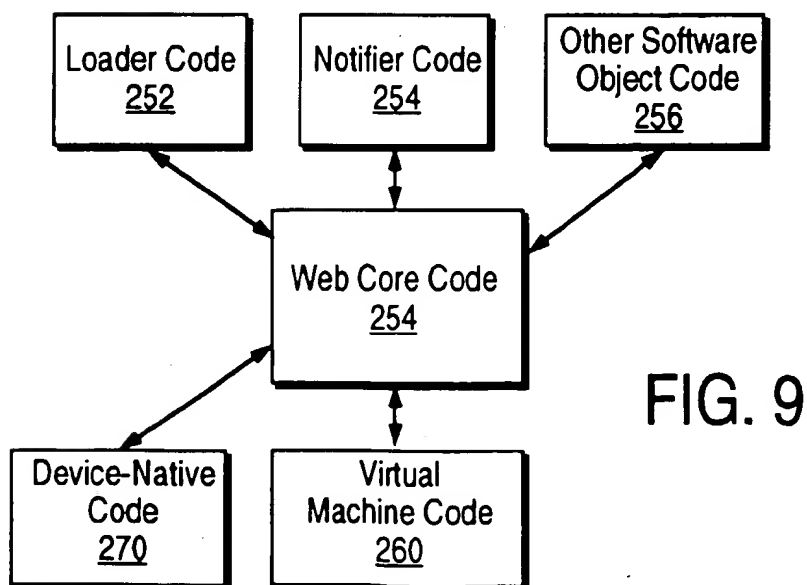 Loader Code
252
Notifier Code
254
Other Software
Object Code
256
Web Core Code
254
FIG. 9
Device-Native
Code
270
Virtual
Machine Code
260